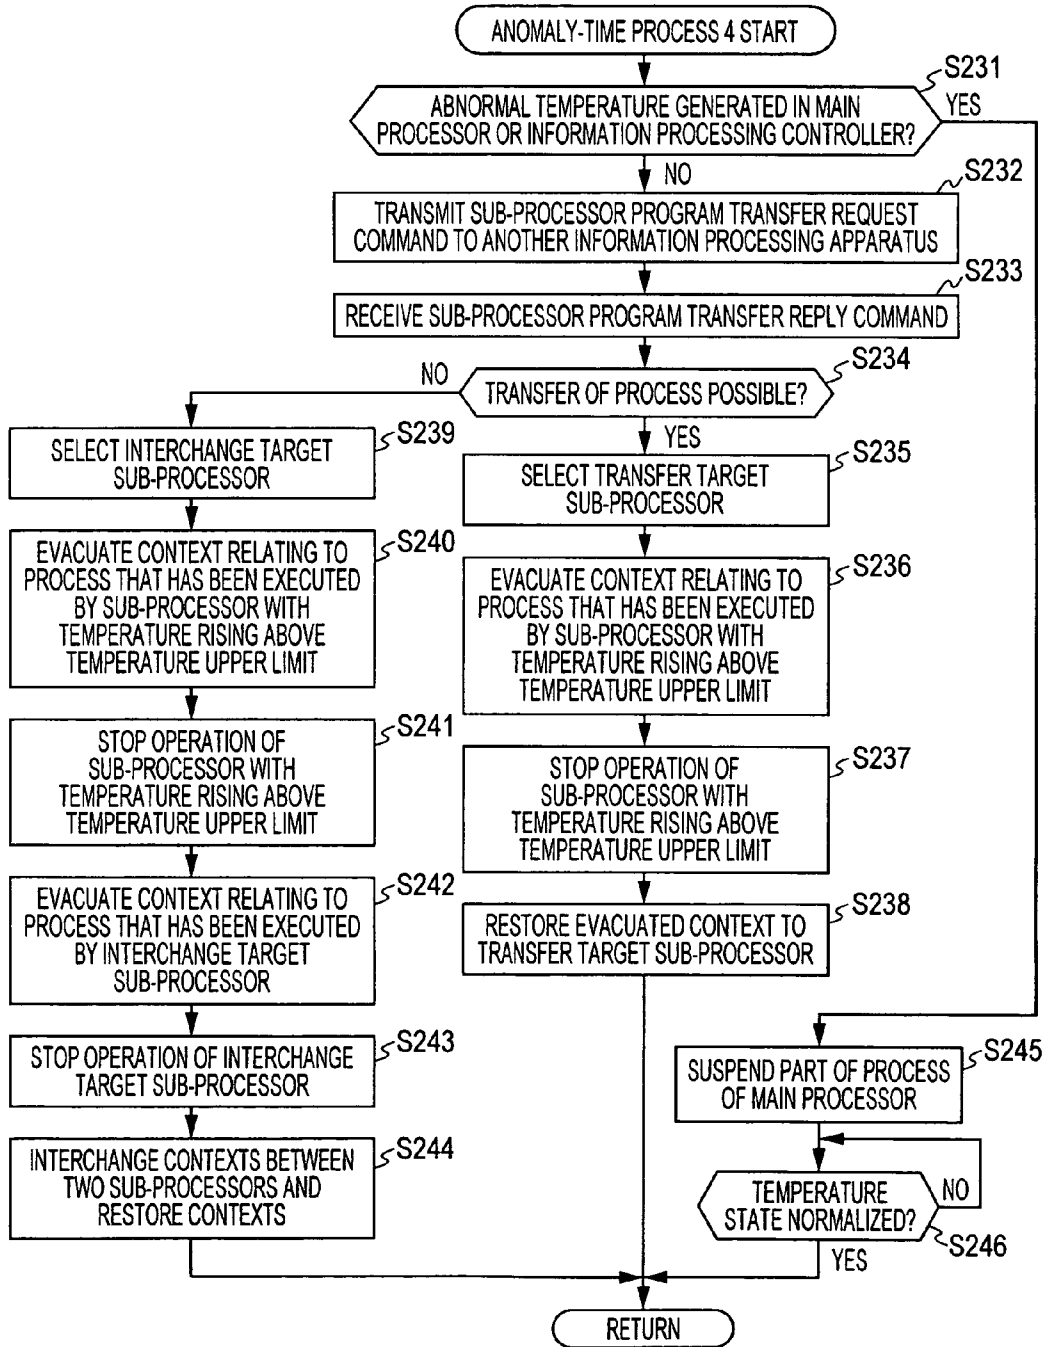 ANOMALY-TIME PROCESS 4 START
S231
ABNORMAL TEMPERATURE GENERATED IN MAIN
PROCESSOR OR INFORMATION PROCESSING CONTROLLER?
YES
NO
S232
TRANSMIT SUB-PROCESSOR PROGRAM TRANSFER REQUEST
COMMAND TO ANOTHER INFORMATION PROCESSING APPARATUS
S233
RECEIVE SUB-PROCESSOR PROGRAM TRANSFER REPLY COMMAND
S234
TRANSFER OF PROCESS POSSIBLE?
NO
YES
S239
SELECT INTERCHANGE TARGET
SUB-PROCESSOR
S240
EVACUATE CONTEXT RELATING TO
PROCESS THAT HAS BEEN EXECUTED
BY SUB-PROCESSOR WITH
TEMPERATURE RISING ABOVE
TEMPERATURE UPPER LIMIT
S241
STOP OPERATION OF
SUB-PROCESSOR WITH
TEMPERATURE RISING ABOVE
TEMPERATURE UPPER LIMIT
S242
EVACUATE CONTEXT RELATING TO
PROCESS THAT HAS BEEN EXECUTED
BY INTERCHANGE TARGET
SUB-PROCESSOR
S243
STOP OPERATION OF INTERCHANGE
TARGET SUB-PROCESSOR
S244
INTERCHANGE CONTEXTS BETWEEN
TWO SUB-PROCESSORS AND
RESTORE CONTEXTS
S235
SELECT TRANSFER TARGET
SUB-PROCESSOR
S236
EVACUATE CONTEXT RELATING TO
PROCESS THAT HAS BEEN EXECUTED
BY SUB-PROCESSOR WITH
TEMPERATURE RISING ABOVE
TEMPERATURE UPPER LIMIT
S237
STOP OPERATION OF
SUB-PROCESSOR WITH
TEMPERATURE RISING ABOVE
TEMPERATURE UPPER LIMIT
S238
RESTORE EVACUATED CONTEXT TO
TRANSFER TARGET SUB-PROCESSOR
S245
SUSPEND PART OF PROCESS
OF MAIN PROCESSOR
TEMPERATURE
STATE NORMALIZED?
NO
S246
YES
RETURN